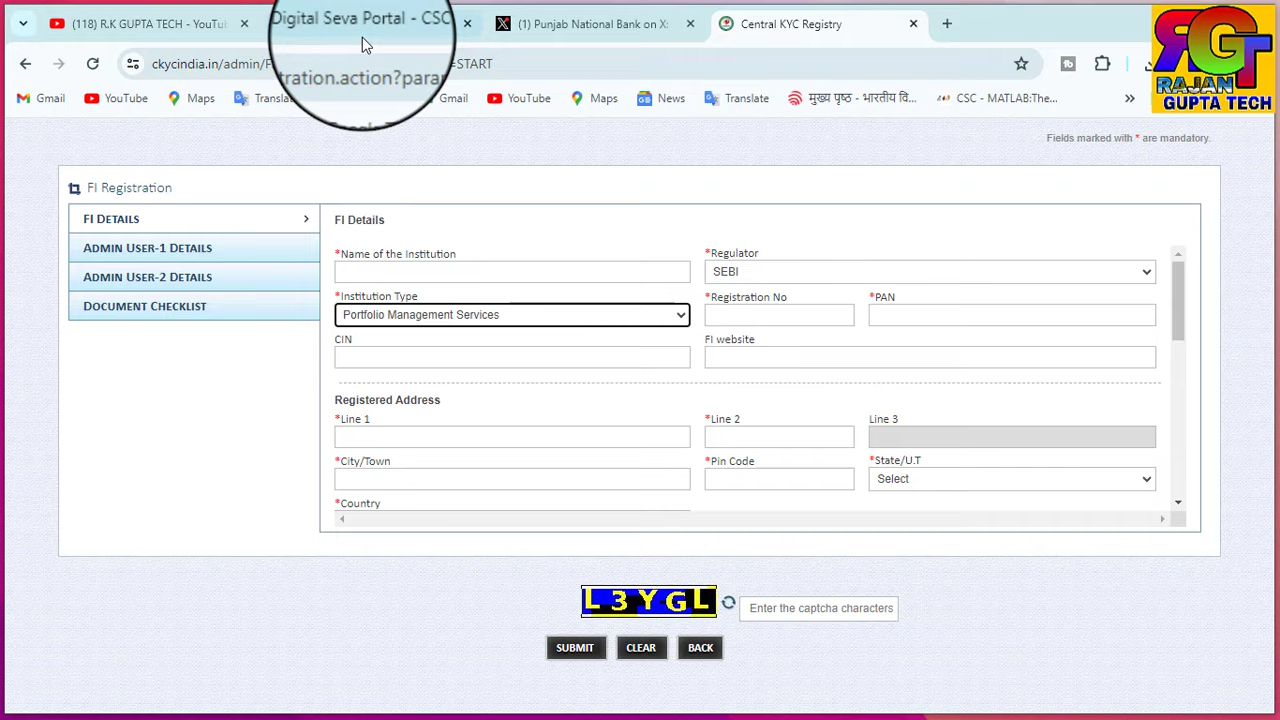 (118) R.K GUPTA TECH - YouTu
Digital Seva Portal - CSC
(1) Punjab National Bank on X:
Central KYC Registry
ckycindia.in/admin/F
tration.action?para
=START
Gmail
YouTube
Maps
Transla
Gmail
YouTube
Maps
News
Translate
मुख्य पृष्ठ - भारतीय वि...
CSC - MATLAB:The...
RGT
RAJAN
GUPTA TECH
Fields marked with * are mandatory.
FI Registration
FI DETAILS
ADMIN USER-1 DETAILS
ADMIN USER-2 DETAILS
DOCUMENT CHECKLIST
FI Details
*Name of the Institution
*Regulator
SEBI
*Institution Type
*Registration No
*PAN
Portfolio Management Services
CIN
FI website
Registered Address
*Line 1
*Line 2
Line 3
*City/Town
*Pin Code
*State/U.T
Select
*Country
L3YGL
Enter the captcha characters
SUBMIT
CLEAR
BACK